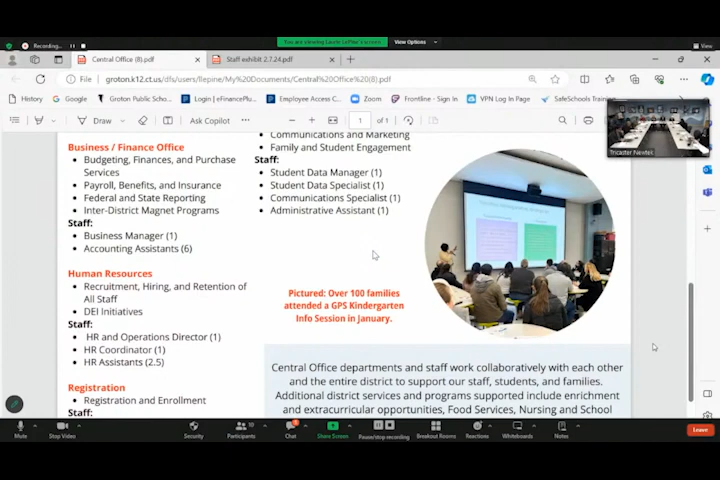 Recording...
You are viewing Laurie LePine's screen
View Options
View
Central Office (8).pdf
Staff exhibit 2.7.24.pdf
File
groton.k12.ct.us/dfs/users/llepine/My%20Documents/Central%20Office%20(8).pdf
History
Google
Groton Public Scho...
Login | eFinancePlu...
Employee Access C...
Zoom
Frontline - Sign In
VPN Log In Page
SafeSchools Train
Draw
Ask Copilot
1
of 1
Tricaster Nextek
Business / Finance Office
Budgeting, Finances, and Purchase
Services
Payroll, Benefits, and Insurance
Federal and State Reporting
Inter-District Magnet Programs
Staff:
Business Manager (1)
Accounting Assistants (6)
Human Resources
Recruitment, Hiring, and Retention of
All Staff
DEI Initiatives
Staff:
HR and Operations Director (1)
HR Coordinator (1)
HR Assistants (2.5)
Registration
Registration and Enrollment
Staff:
Communications and Marketing
Family and Student Engagement
Staff:
Student Data Manager (1)
Student Data Specialist (1)
Communications Specialist (1)
Administrative Assistant (1)
Pictured: Over 100 families
attended a GPS Kindergarten
Info Session in January.
Central Office departments and staff work collaboratively with each other
and the entire district to support our staff, students, and families.
Additional district services and programs supported include enrichment
and extracurricular opportunities, Food Services, Nursing and School
Mute
Stop Video
Security
Participants
10
Chat
Share Screen
Pause/stop recording
Breakout Rooms
Reactions
Whiteboards
Notes
Leave